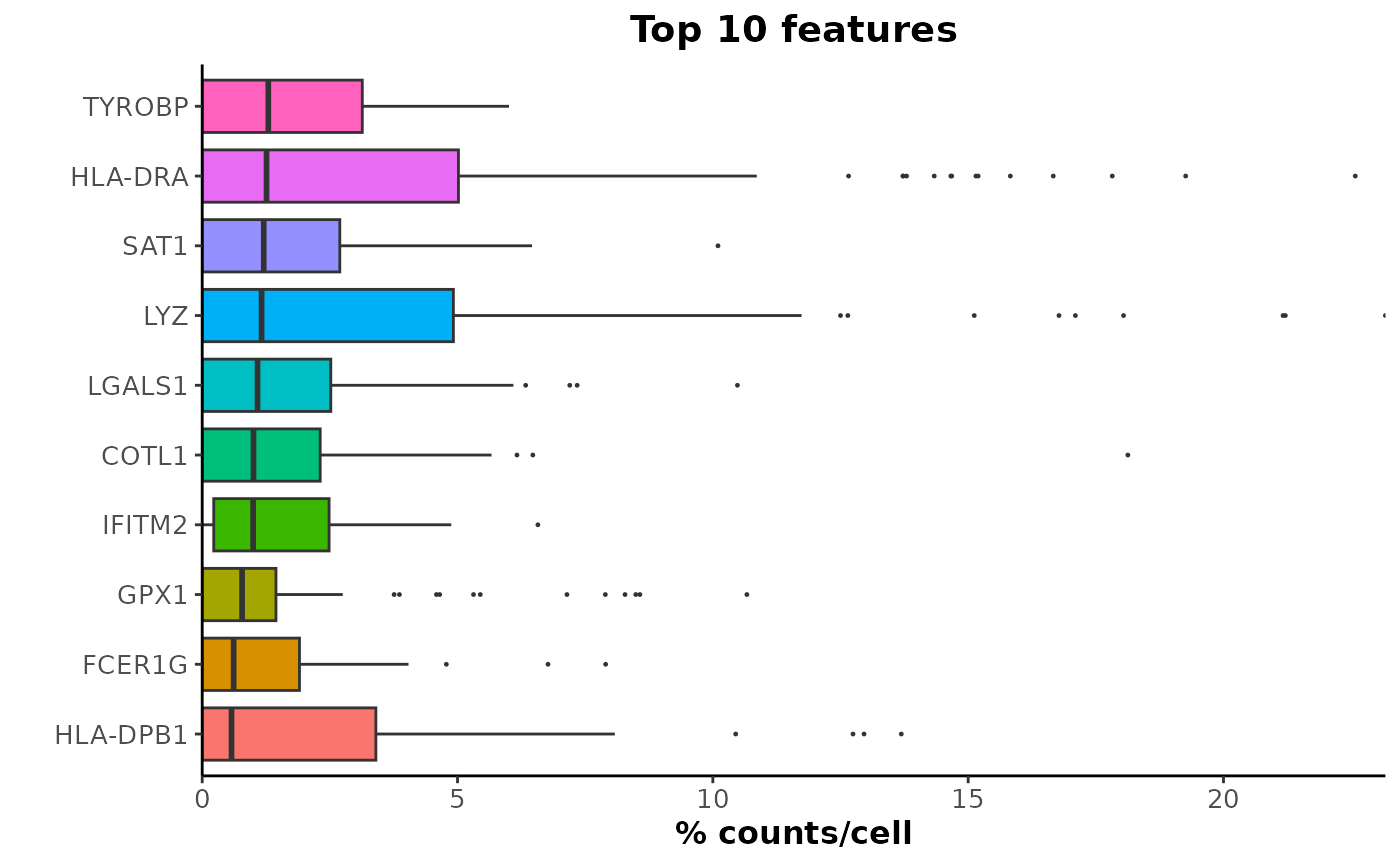 Top 10 features
TYROBP
HLA-DRA
SAT1
LYZ
LGALS1
COTL1
IFITM2
GPX1
FCER1G
HLA-DPB1
0 5 10 15 20
% counts/cell